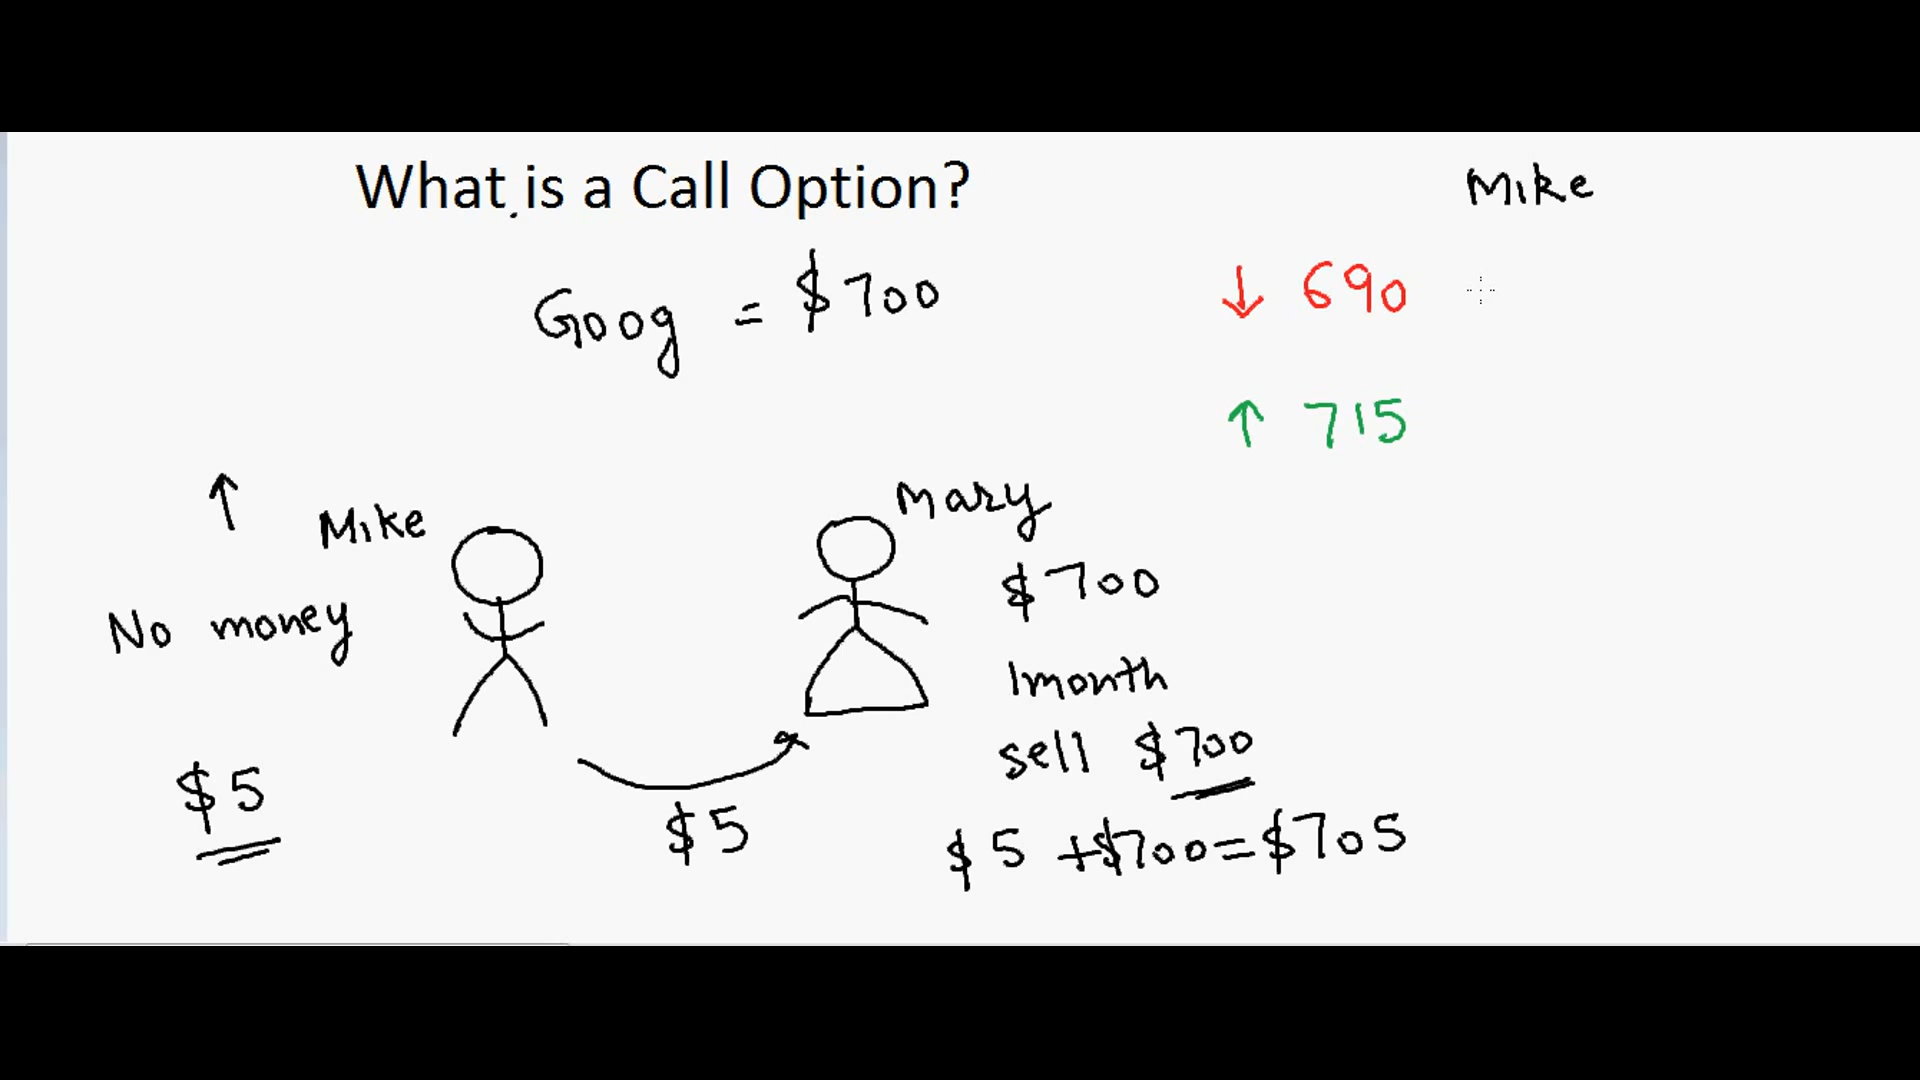 What is a Call Option?
Mike
Goog = $700
↓ 690
↑ 715
↑
Mike
Mary
No money
$700
1month
sell $700
$5
$5
$5 +$700=$705